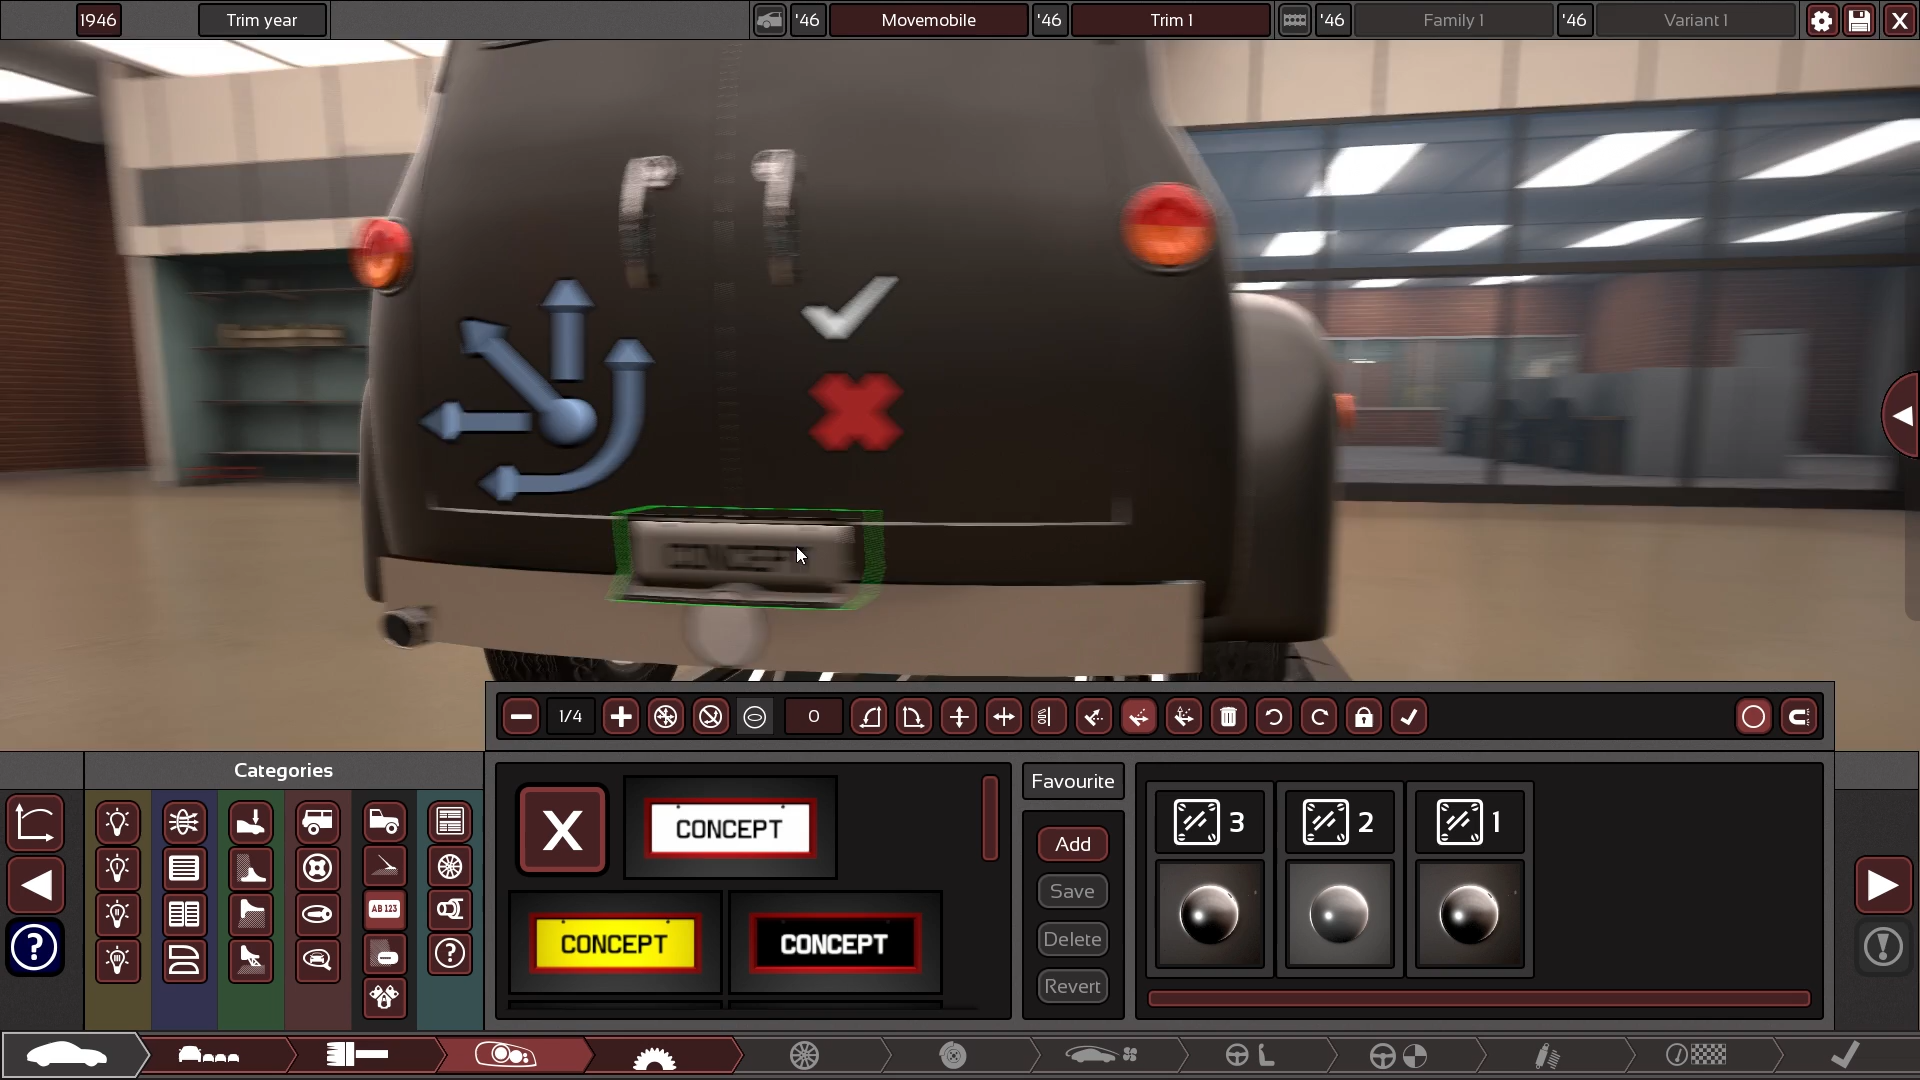 1946 Trim year '46 Movemobile '46 Trim 1 '46 Family 1 '46 Variant 1 X
CONCEPT
1/4 0
Categories
AB 123
X
CONCEPT
CONCEPT
CONCEPT
Favourite
Add
Save
Delete
Revert
3 2 1
?
?